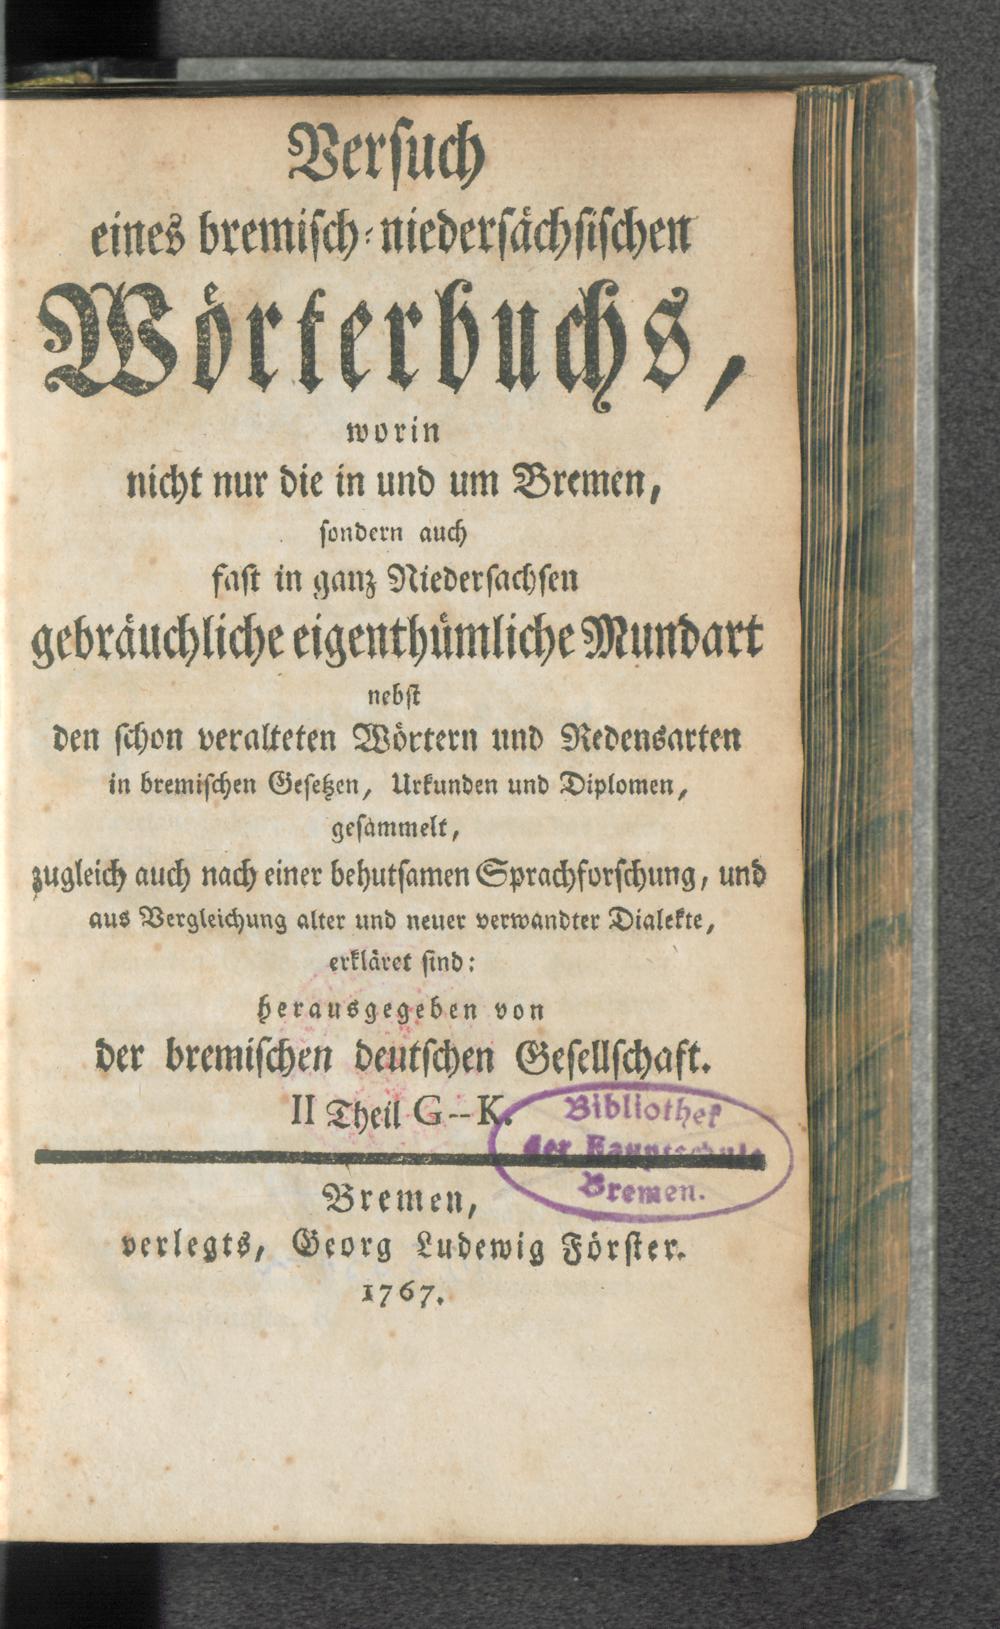 Verſuch
eines bremiſch-niederſächſiſchen
Wörterbuchs,
worin
nicht nur die in und um Bremen,
ſondern auch
faſt in ganz Niederſachſen
gebräuchliche eigenthümliche Mundart
nebſt
den ſchon veralteten Wörtern und Redensarten
in bremiſchen Geſetzen, Urkunden und Diplomen,
geſammelt,
zugleich auch nach einer behutſamen Sprachforſchung, und
aus Vergleichung alter und neuer verwandter Dialekte,
erkläret ſind:
herausgegeben von
der bremiſchen deutſchen Geſellſchaft.
II Theil G--K.
Bibliothek
der Hauptschule
Bremen.
Bremen,
verlegts, Georg Ludewig Förſter.
1767.